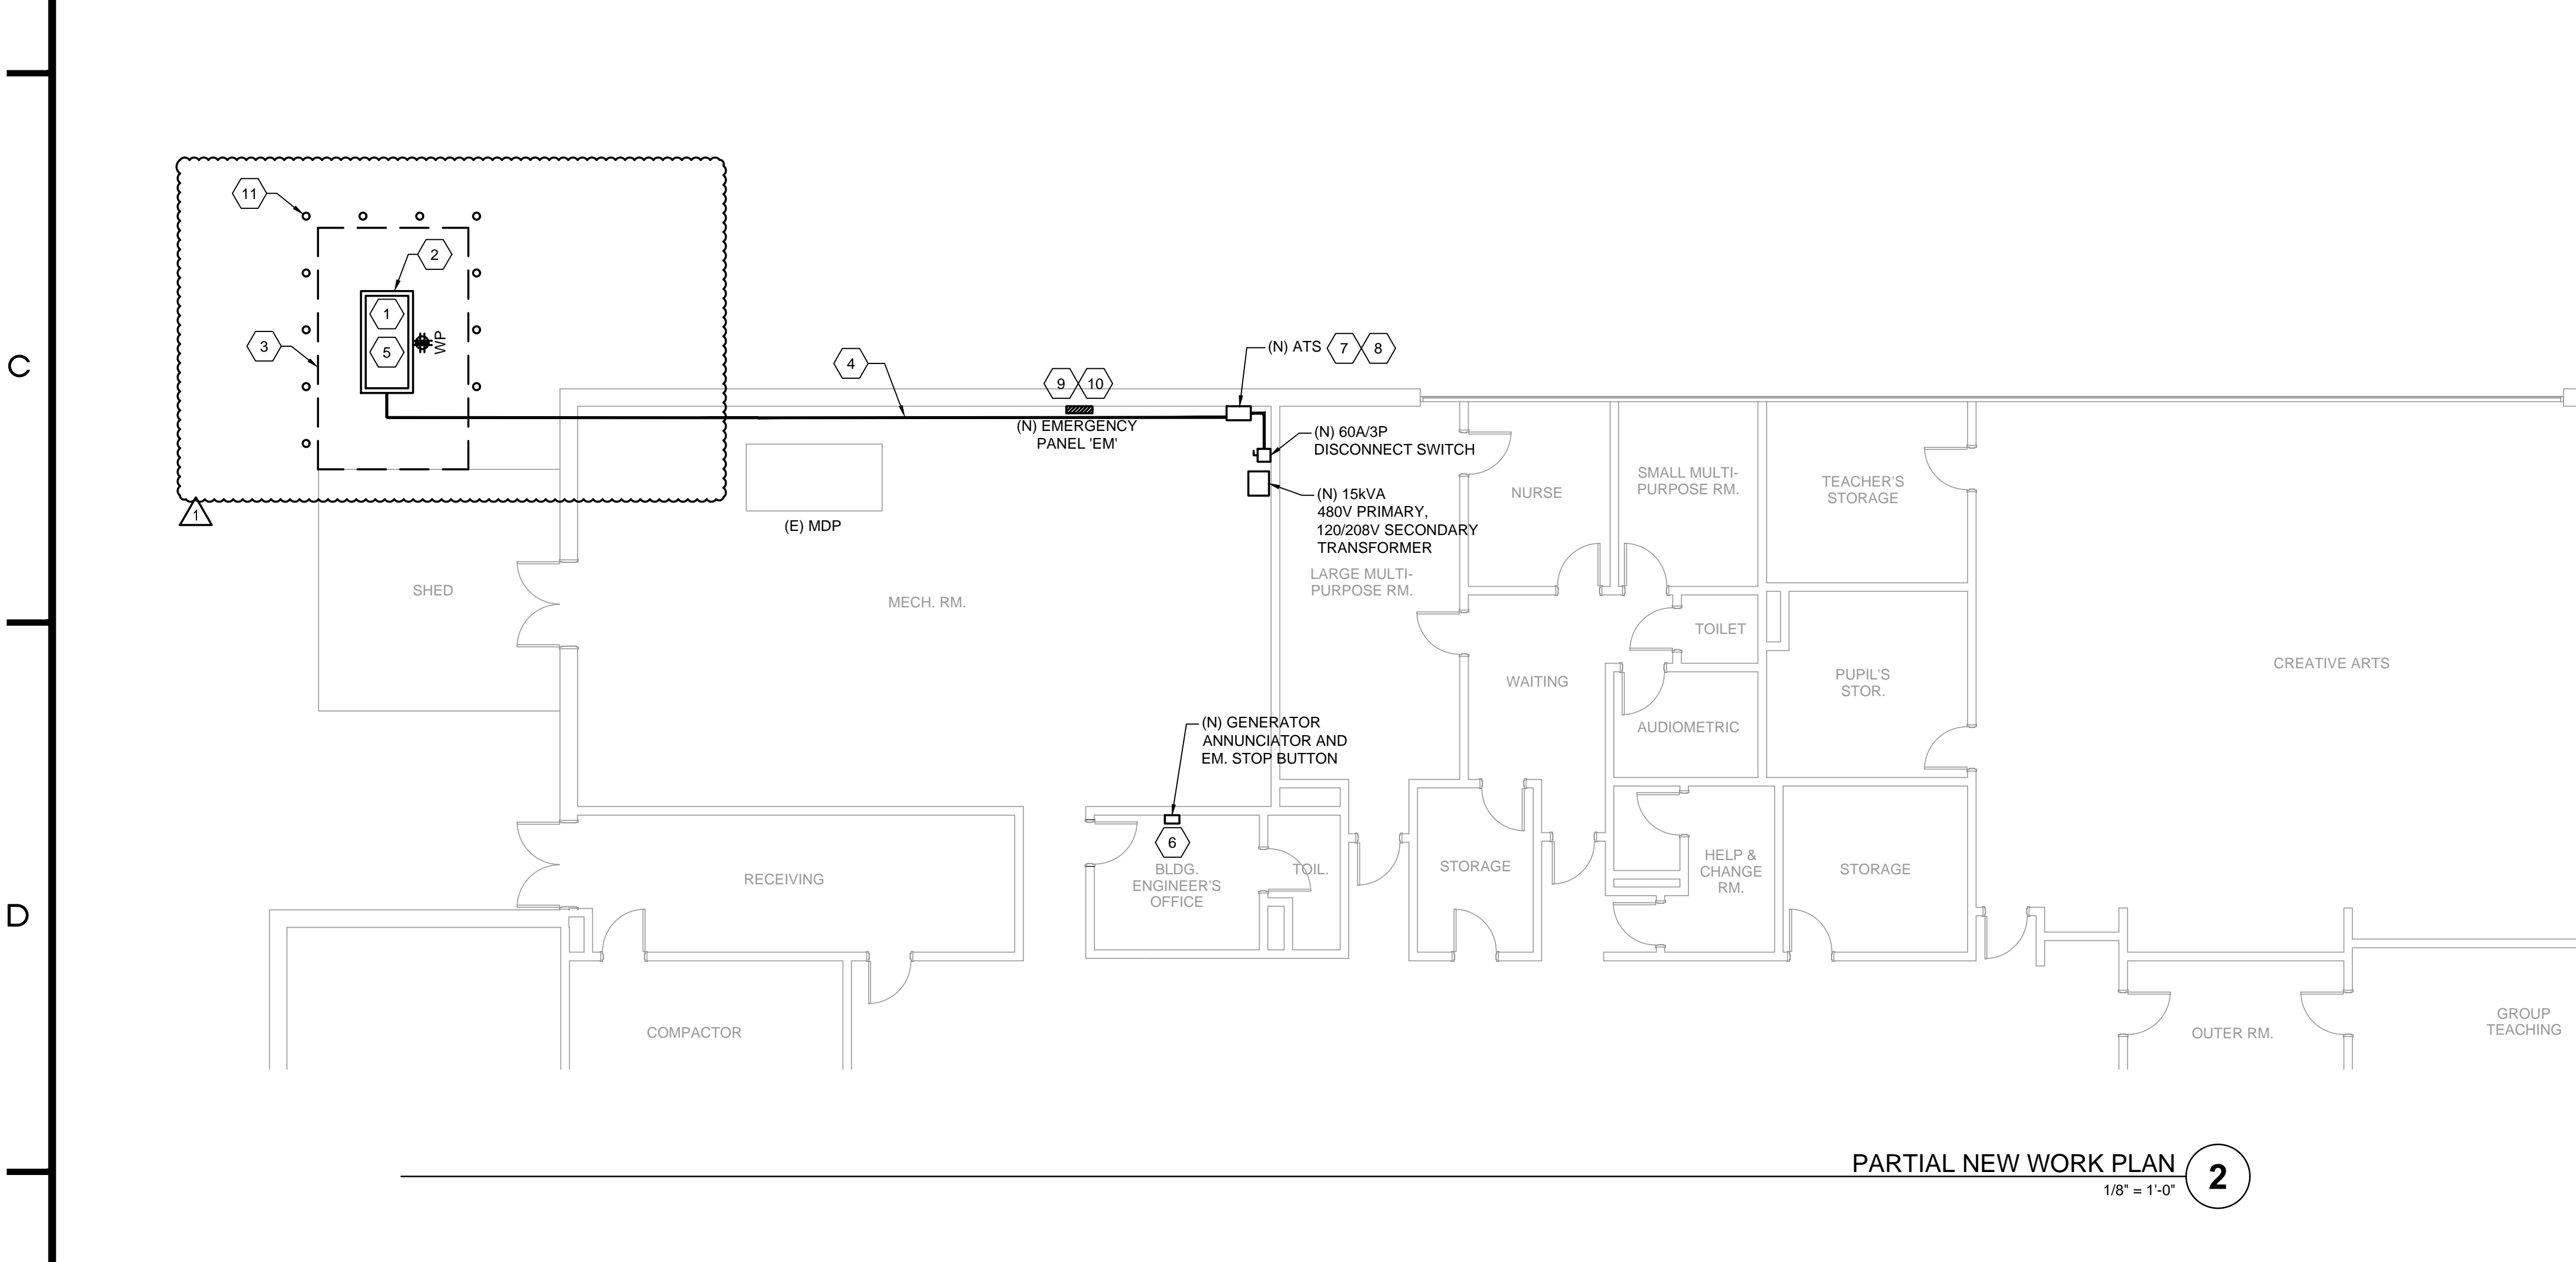 C
D
11
2
1
5
WP
3
1
4
9 10
(N) EMERGENCY
PANEL 'EM'
(N) ATS 7 8
(N) 60A/3P
DISCONNECT SWITCH
(N) 15kVA
480V PRIMARY,
120/208V SECONDARY
TRANSFORMER
(E) MDP
SHED
MECH. RM.
LARGE MULTI-
PURPOSE RM.
NURSE
SMALL MULTI-
PURPOSE RM.
TEACHER'S
STORAGE
TOILET
WAITING
PUPIL'S
STOR.
AUDIOMETRIC
CREATIVE ARTS
(N) GENERATOR
ANNUNCIATOR AND
EM. STOP BUTTON
6
BLDG.
ENGINEER'S
OFFICE
TOIL.
RECEIVING
STORAGE
HELP &
CHANGE
RM.
STORAGE
COMPACTOR
OUTER RM.
GROUP
TEACHING
PARTIAL NEW WORK PLAN
1/8" = 1'-0"
2